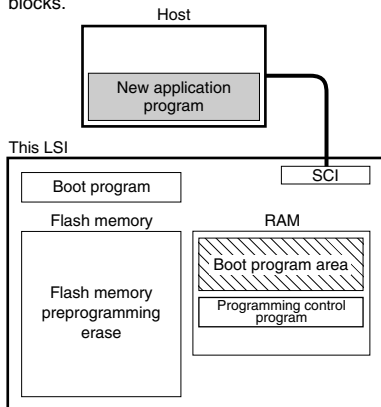 blocks.
Host
New application
program
This LSI
SCI
Boot program
Flash memory
RAM
Flash memory
preprogramming
erase
Boot program area
Programming control
program